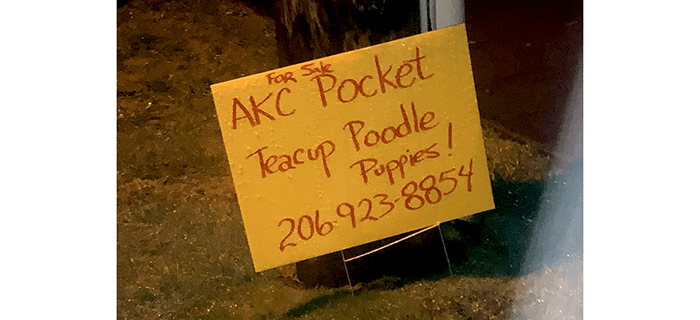 For Sale
AKC Pocket
Teacup Poodle
Puppies!
206-923-8854